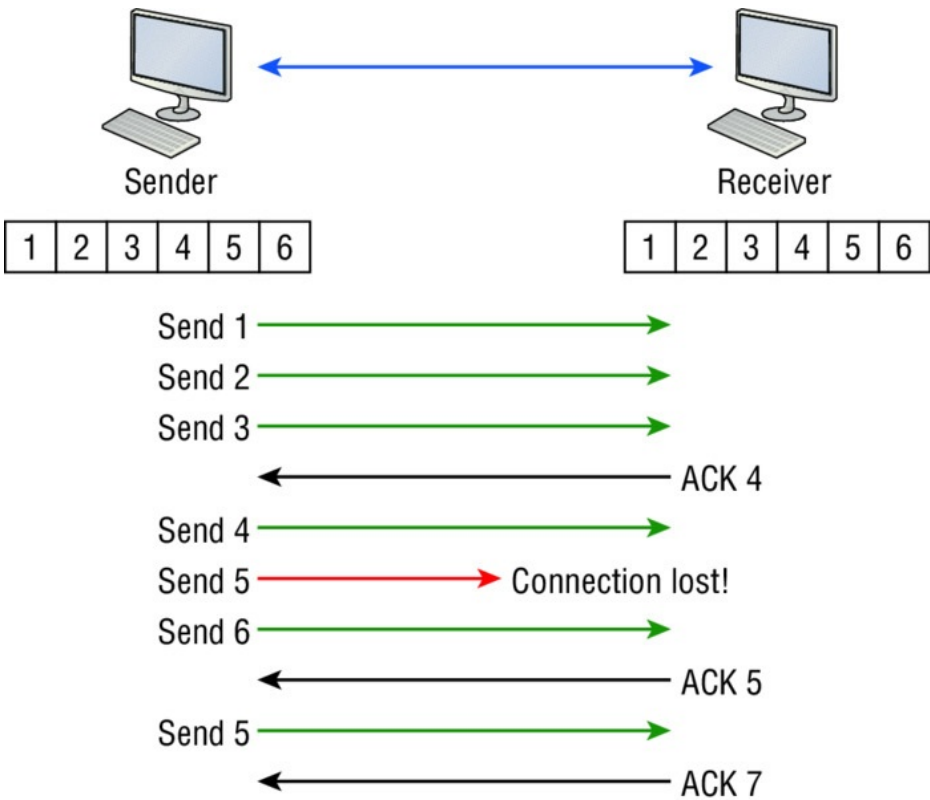 Sender Receiver
1 2 3 4 5 6 1 2 3 4 5 6
Send 1
Send 2
Send 3
ACK 4
Send 4
Send 5 Connection lost!
Send 6
ACK 5
Send 5
ACK 7